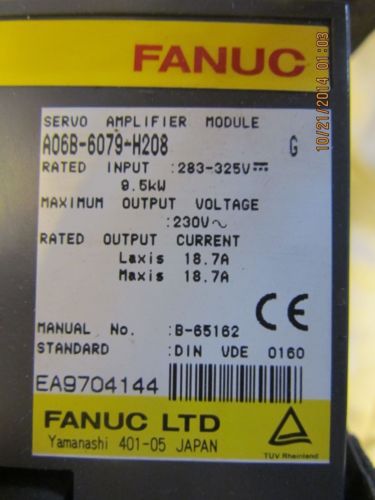 FANUC
10/21/2014 01:03
SERVO AMPLIFIER MODULE
A06B-6079-H208 G
RATED INPUT :283-325V⎓
9.5kW
MAXIMUM OUTPUT VOLTAGE
:230V~
RATED OUTPUT CURRENT
Laxis 18.7A
Maxis 18.7A
CE
MANUAL No. :B-65162
STANDARD :DIN VDE 0160
EA9704144
FANUC LTD
Yamanashi 401-05 JAPAN
TUV Rheinland